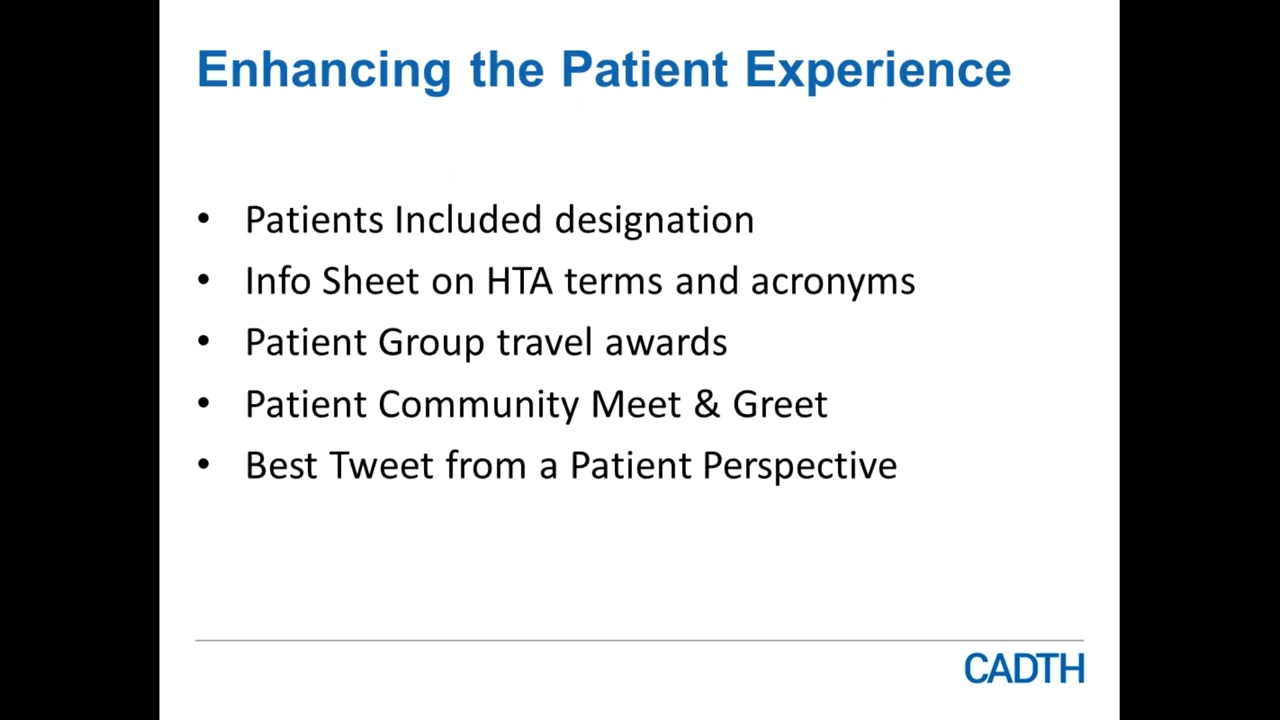 Enhancing the Patient Experience
• Patients Included designation
• Info Sheet on HTA terms and acronyms
• Patient Group travel awards
• Patient Community Meet & Greet
• Best Tweet from a Patient Perspective
CADTH